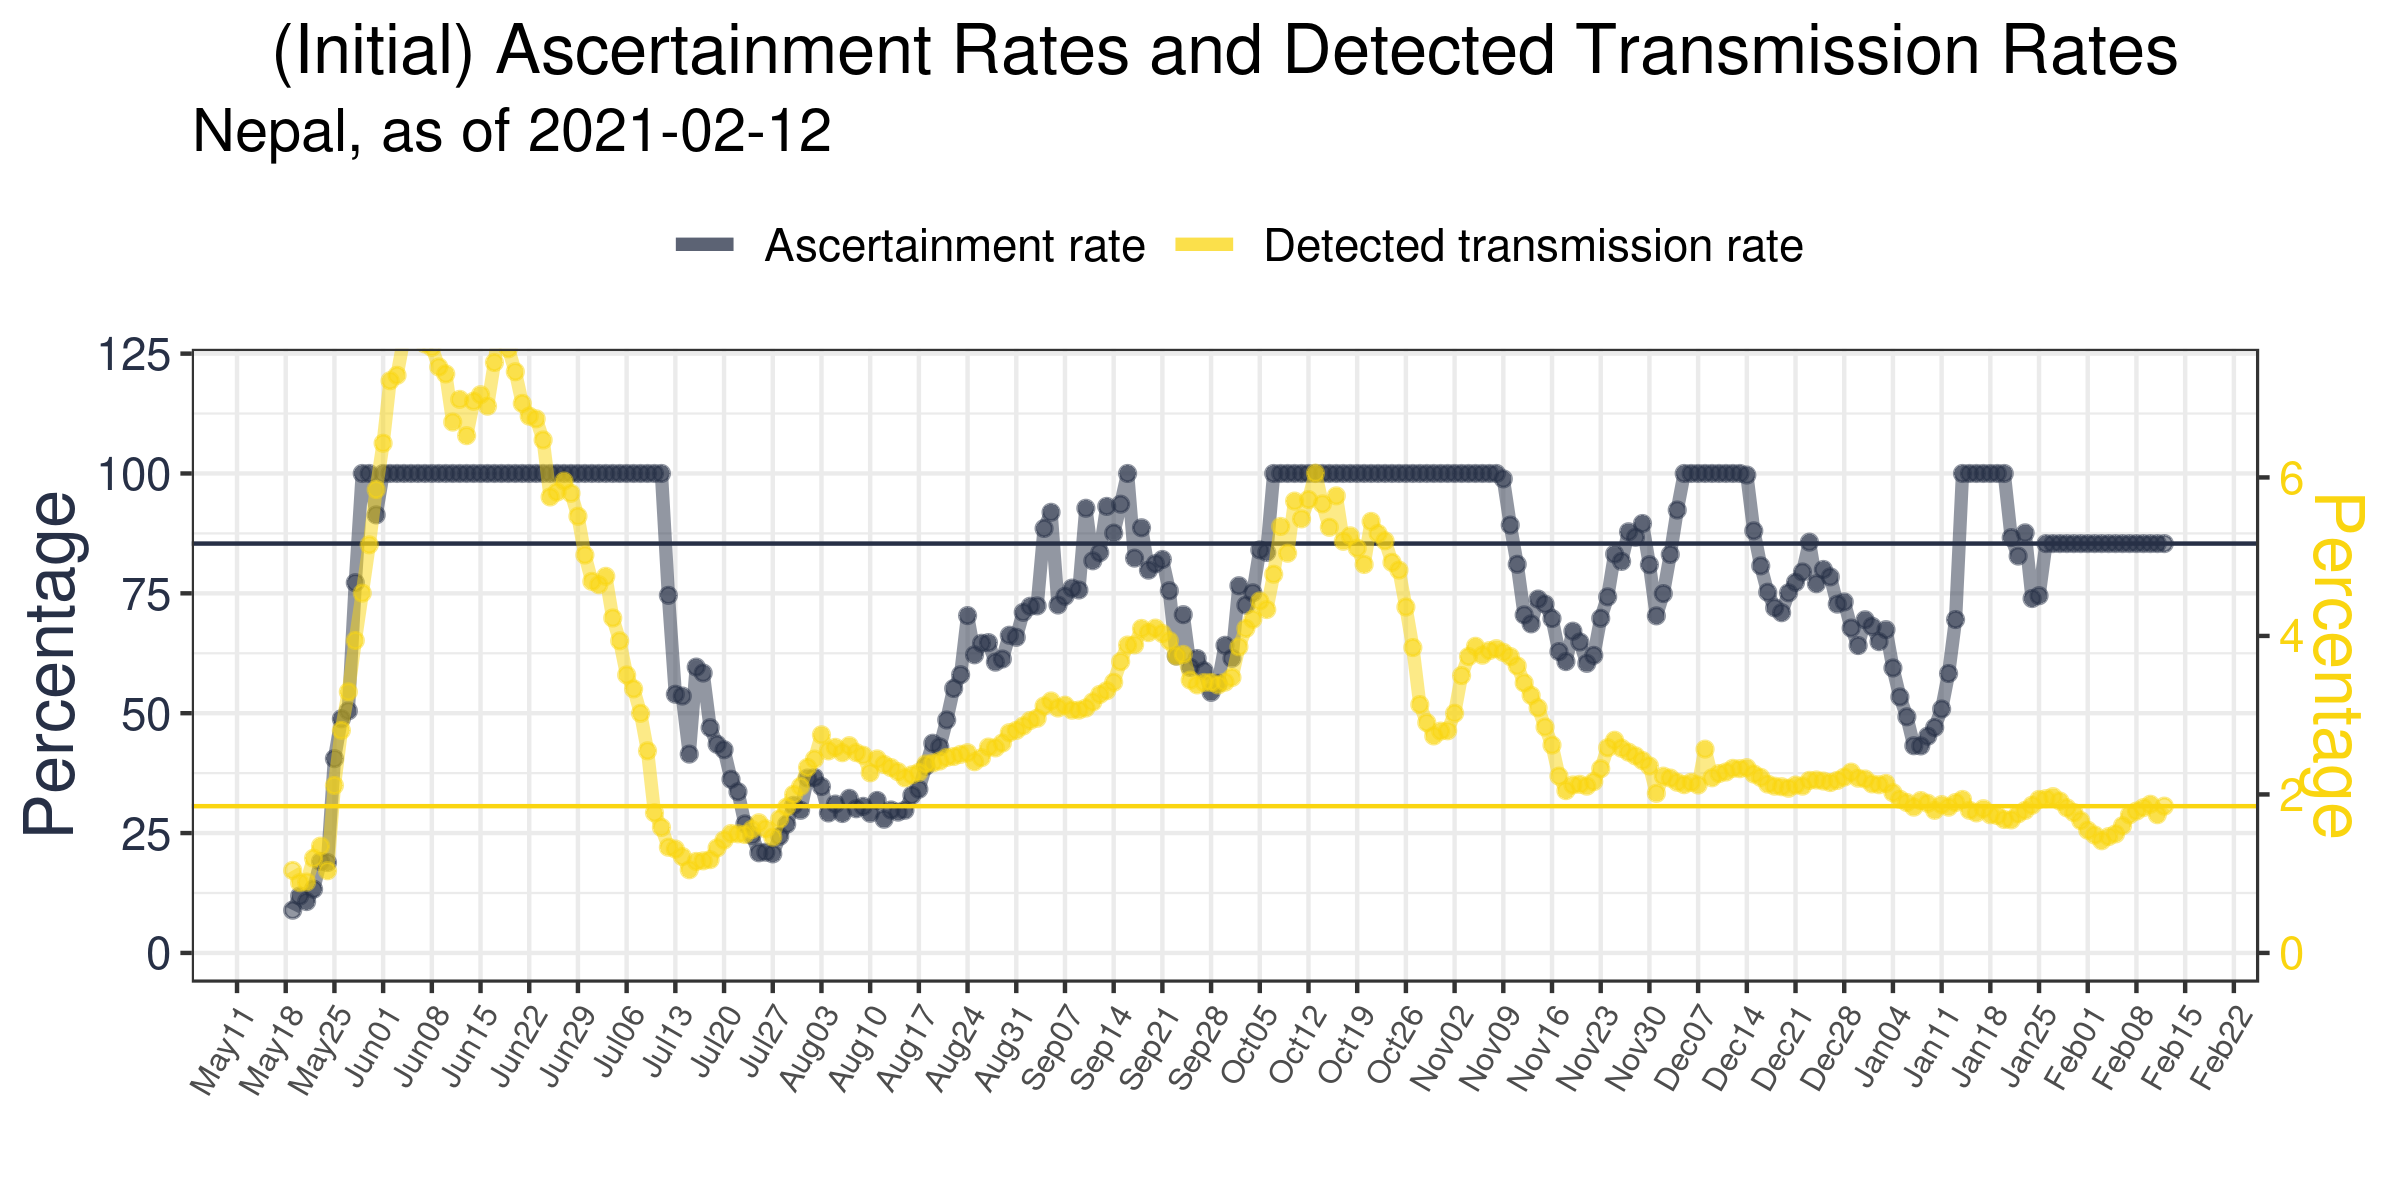 (Initial) Ascertainment Rates and Detected Transmission Rates
Nepal, as of 2021-02-12
Ascertainment rate
Detected transmission rate
Percentage
125
100
75
50
25
0
6
4
2
0
Percentage
May11
May18
May25
Jun01
Jun08
Jun15
Jun22
Jun29
Jul06
Jul13
Jul20
Jul27
Aug03
Aug10
Aug17
Aug24
Aug31
Sep07
Sep14
Sep21
Sep28
Oct05
Oct12
Oct19
Oct26
Nov02
Nov09
Nov16
Nov23
Nov30
Dec07
Dec14
Dec21
Dec28
Jan04
Jan11
Jan18
Jan25
Feb01
Feb08
Feb15
Feb22